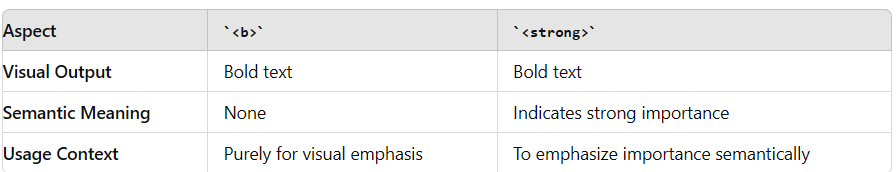 Aspect `<b>` `<strong>`
Visual Output Bold text Bold text
Semantic Meaning None Indicates strong importance
Usage Context Purely for visual emphasis To emphasize importance semantically